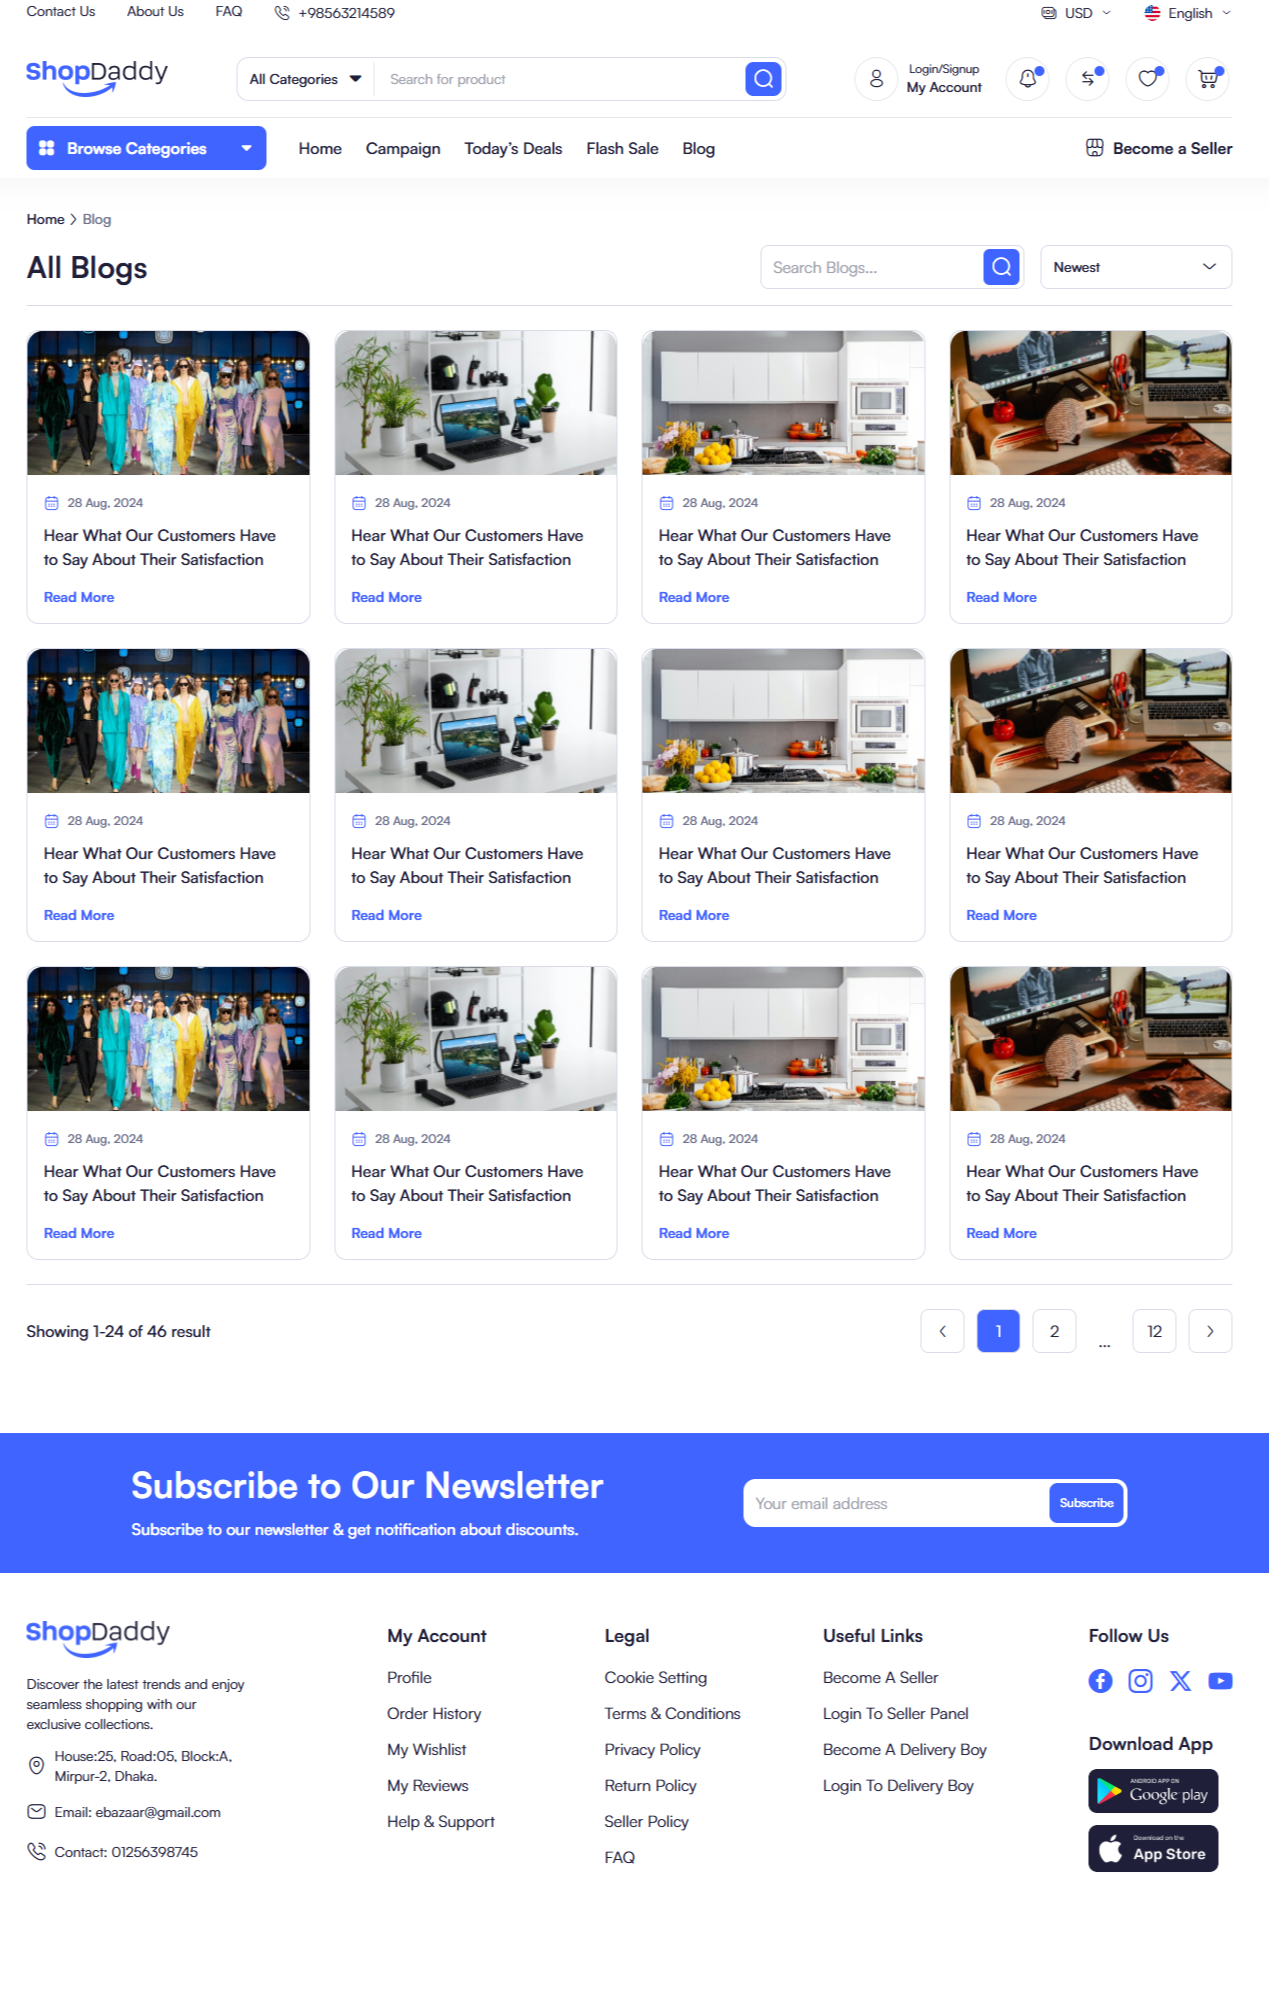 Contact Us About Us FAQ +98563214589 USD English
ShopDaddy All Categories Search for product Login/Signup
My Account
Browse Categories Home Campaign Today's Deals Flash Sale Blog Become a Seller
Home > Blog
All Blogs Search Blogs... Newest
28 Aug, 2024 28 Aug, 2024 28 Aug, 2024 28 Aug, 2024
Hear What Our Customers Have Hear What Our Customers Have Hear What Our Customers Have Hear What Our Customers Have
to Say About Their Satisfaction to Say About Their Satisfaction to Say About Their Satisfaction to Say About Their Satisfaction
Read More Read More Read More Read More
28 Aug, 2024 28 Aug, 2024 28 Aug, 2024 28 Aug, 2024
Hear What Our Customers Have Hear What Our Customers Have Hear What Our Customers Have Hear What Our Customers Have
to Say About Their Satisfaction to Say About Their Satisfaction to Say About Their Satisfaction to Say About Their Satisfaction
Read More Read More Read More Read More
28 Aug, 2024 28 Aug, 2024 28 Aug, 2024 28 Aug, 2024
Hear What Our Customers Have Hear What Our Customers Have Hear What Our Customers Have Hear What Our Customers Have
to Say About Their Satisfaction to Say About Their Satisfaction to Say About Their Satisfaction to Say About Their Satisfaction
Read More Read More Read More Read More
Showing 1-24 of 46 result 1 2 ... 12
Subscribe to Our Newsletter
Subscribe to our newsletter & get notification about discounts.
Your email address Subscribe
ShopDaddy
Discover the latest trends and enjoy
seamless shopping with our
exclusive collections.
House:25, Road:05, Block:A,
Mirpur-2, Dhaka.
Email: ebazaar@gmail.com
Contact: 01256398745
My Account
Profile
Order History
My Wishlist
My Reviews
Help & Support
Legal
Cookie Setting
Terms & Conditions
Privacy Policy
Return Policy
Seller Policy
FAQ
Useful Links
Become A Seller
Login To Seller Panel
Become A Delivery Boy
Login To Delivery Boy
Follow Us
Download App
ANDROID APP ON
Google play
Download on the
App Store